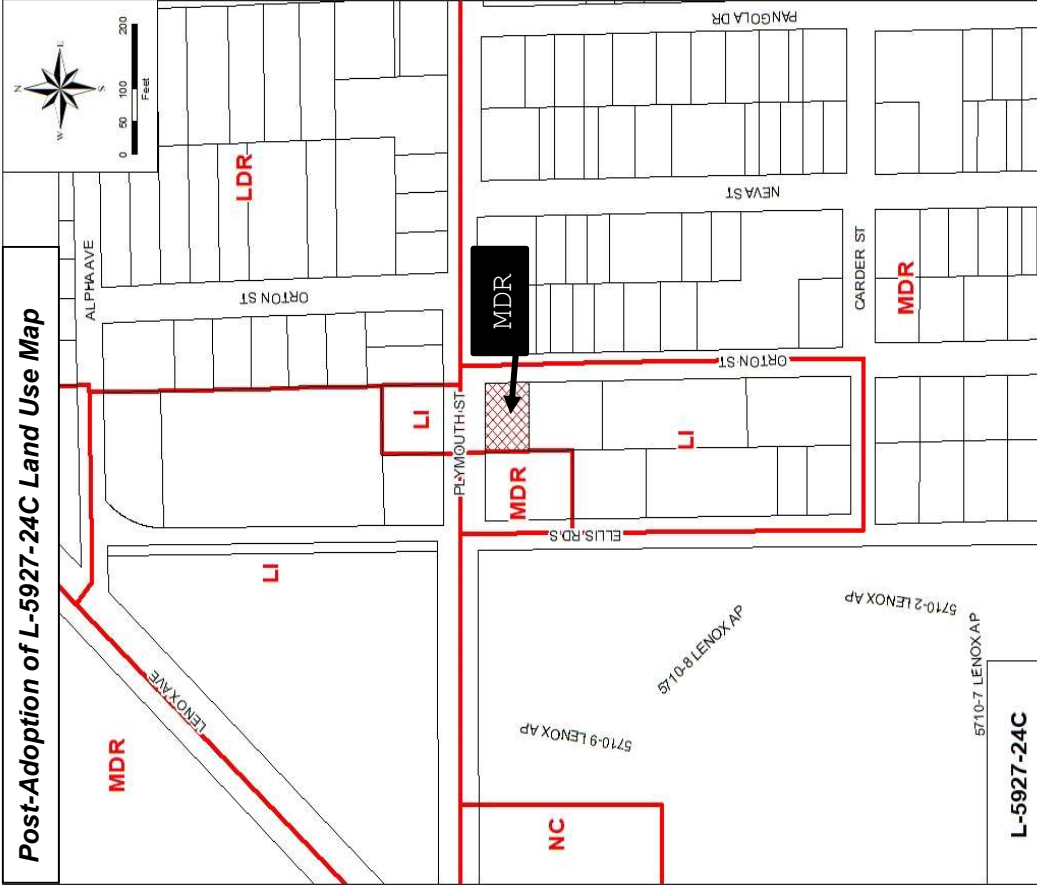 Post-Adoption of L-5927-24C Land Use Map
N
E
S
W
0 50 100 200
Feet
ALPHA AVE
LDR
PANGOLA DR
ORTON ST
NEVA ST
MDR
LENOX AVE
LI
LI
PLYMOUTH ST
MDR
MDR
ORTON ST
LI
CARDER ST
MDR
ELLIS RD S
NC
5710-9 LENOX AP
5710-8 LENOX AP
5710-2 LENOX AP
5710-7 LENOX AP
L-5927-24C